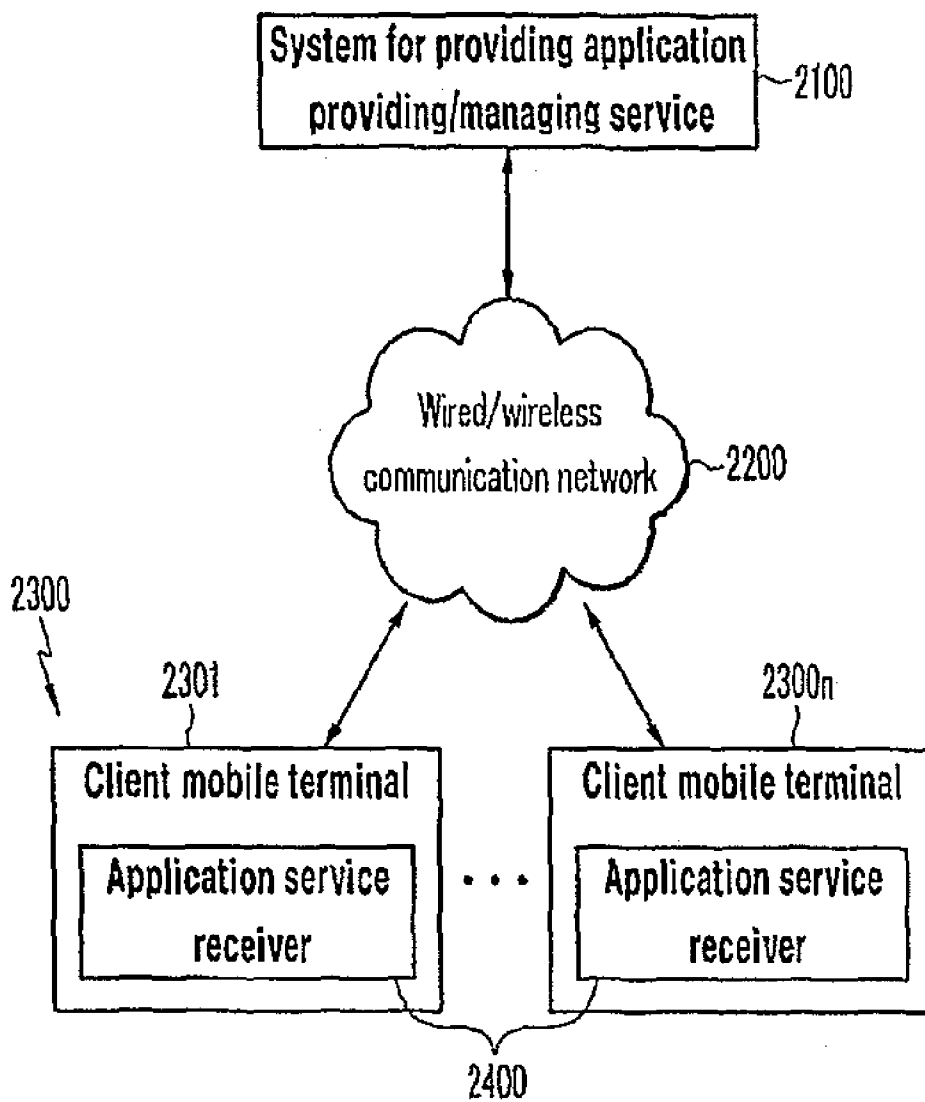 System for providing application
providing/managing service
2100
Wired/wireless
communication network
2200
2300
2301
2300n
Client mobile terminal
Application service
receiver
Client mobile terminal
Application service
receiver
2400